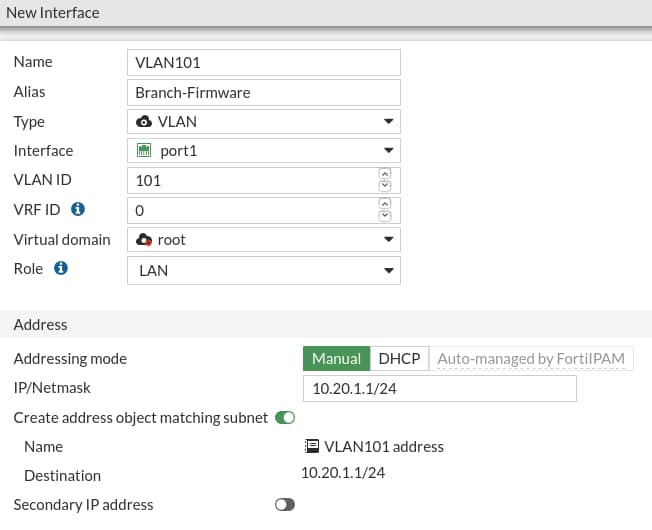 New Interface
Name VLAN101
Alias Branch-Firmware
Type VLAN
Interface port1
VLAN ID 101
VRF ID 0
Virtual domain root
Role LAN
Address
Addressing mode Manual DHCP Auto-managed by FortiIPAM
IP/Netmask 10.20.1.1/24
Create address object matching subnet
Name VLAN101 address
Destination 10.20.1.1/24
Secondary IP address